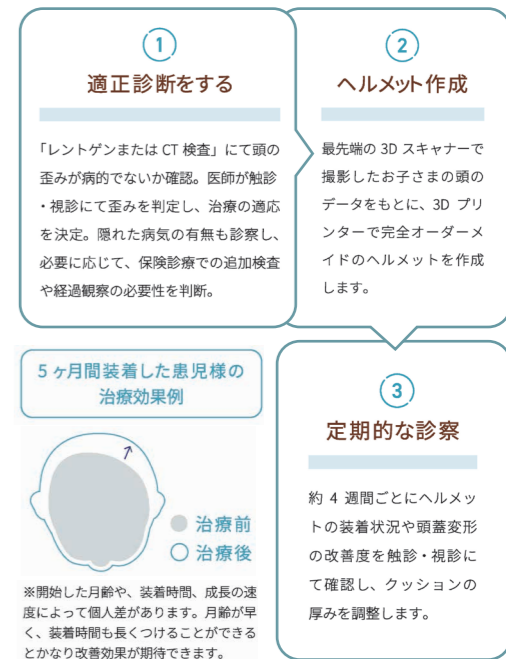 1
適正診断をする
「レントゲンまたは CT 検査」にて頭の
歪みが病的でないか確認。医師が触診
・視診にて歪みを判定し、治療の適応
を決定。隠れた病気の有無も診察し、
必要に応じて、保険診療での追加検査
や経過観察の必要性を判断。
2
ヘルメット作成
最先端の 3D スキャナーで
撮影したお子さまの頭の
データをもとに、3D プリ
ンターで完全オーダーメ
イドのヘルメットを作成
します。
3
定期的な診察
約 4 週間ごとにヘルメッ
トの装着状況や頭蓋変形
の改善度を触診・視診に
て確認し、クッションの
厚みを調整します。
5 ヶ月間装着した患児様の
治療効果例
治療前
治療後
※開始した月齢や、装着時間、成長の速
度によって個人差があります。月齢が早
く、装着時間も長くつけることができる
とかなり改善効果が期待できます。